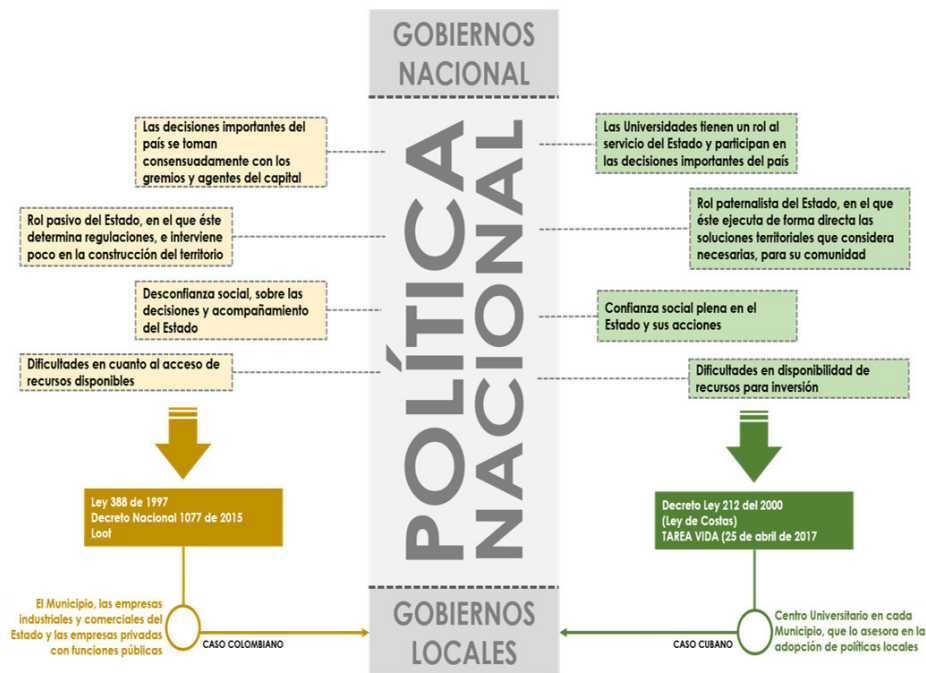 GOBIERNOS
NACIONAL
Las decisiones importantes del
país se toman
consensuadamente con los
gremios y agentes del capital
Rol pasivo del Estado, en el que éste
determina regulaciones, e interviene
poco en la construcción del territorio
Desconfianza social, sobre las
decisiones y acompañamiento
del Estado
Dificultades en cuanto al acceso de
recursos disponibles
Ley 388 de 1997
Decreto Nacional 1077 de 2015
Loot
El Municipio, las empresas
industriales y comerciales del
Estado y las empresas privadas
con funciones públicas
CASO COLOMBIANO
POLÍTICA
NACIONAL
Las Universidades tienen un rol al
servicio del Estado y participan en
las decisiones importantes del país
Rol paternalista del Estado, en el que
éste ejecuta de forma directa las
soluciones territoriales que considera
necesarias, para su comunidad
Confianza social plena en el
Estado y sus acciones
Dificultades en disponibilidad de
recursos para inversión
Decreto Ley 212 del 2000
(Ley de Costas)
TAREA VIDA (25 de abril de 2017
Centro Universitario en cada
Municipio, que lo asesora en la
adopción de políticas locales
CASO CUBANO
GOBIERNOS
LOCALES